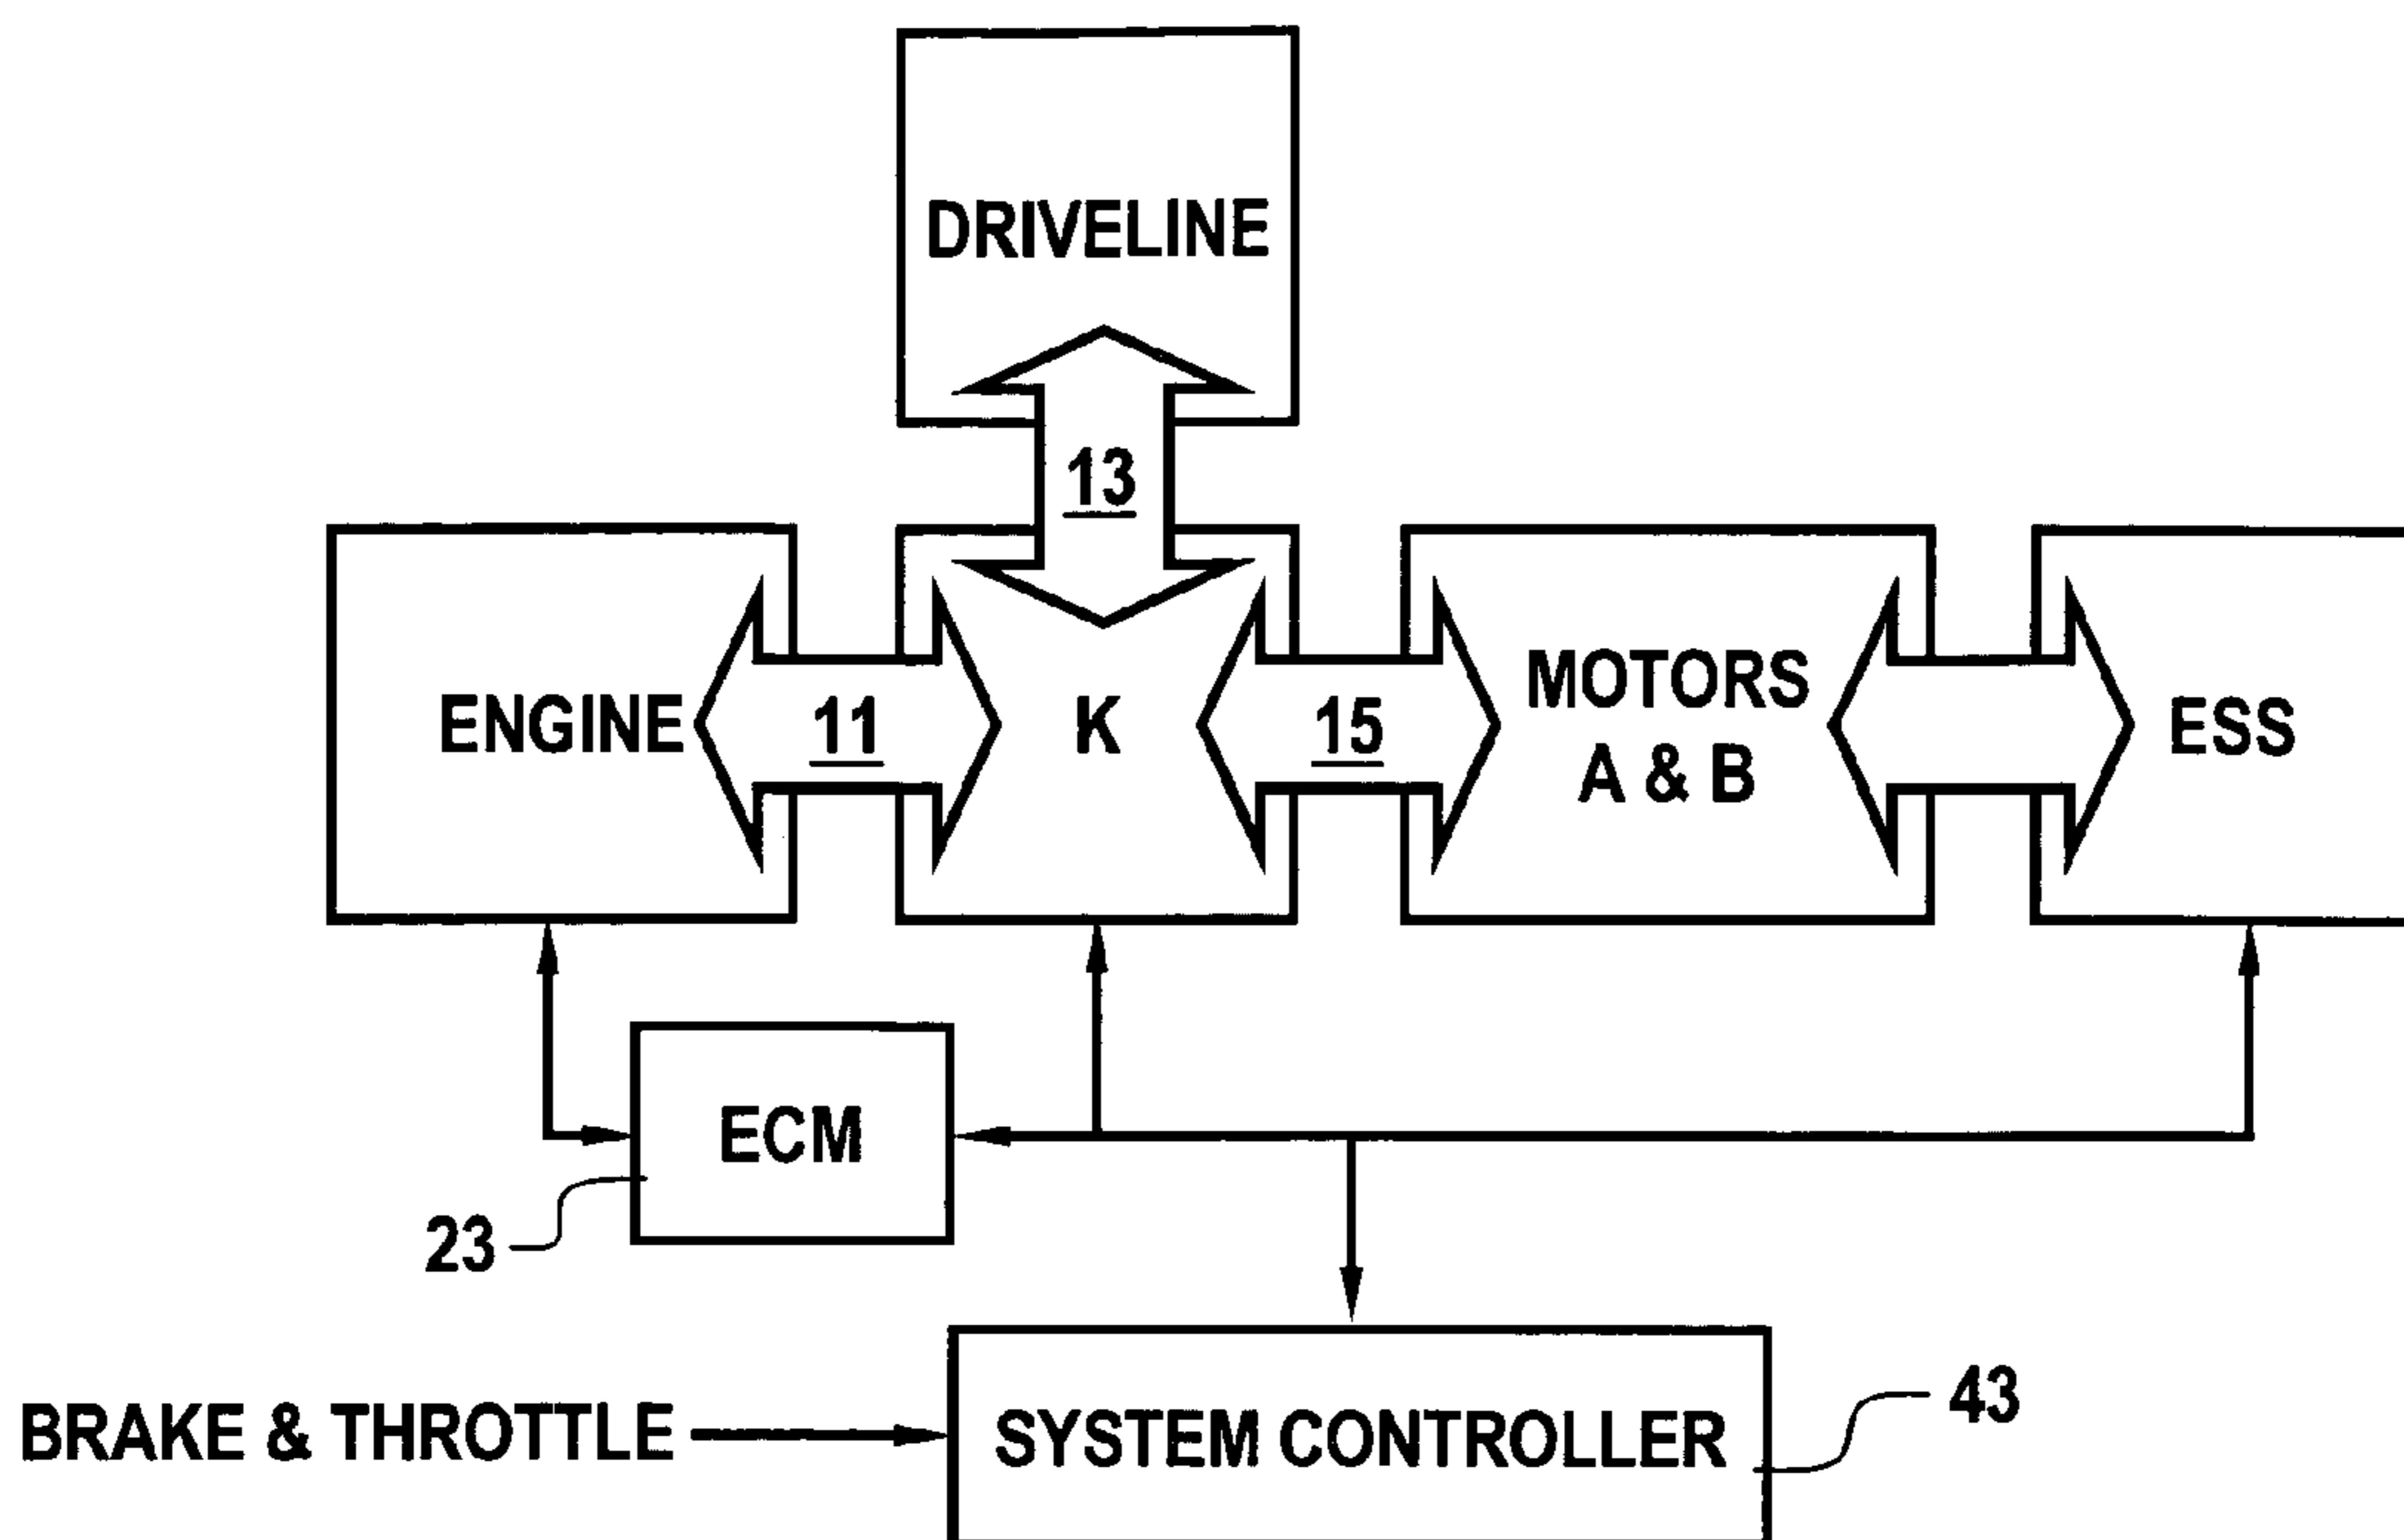 DRIVELINE
13
ENGINE
11
K
15
MOTORS
A & B
ESS
ECM
23
BRAKE & THROTTLE
SYSTEM CONTROLLER
43